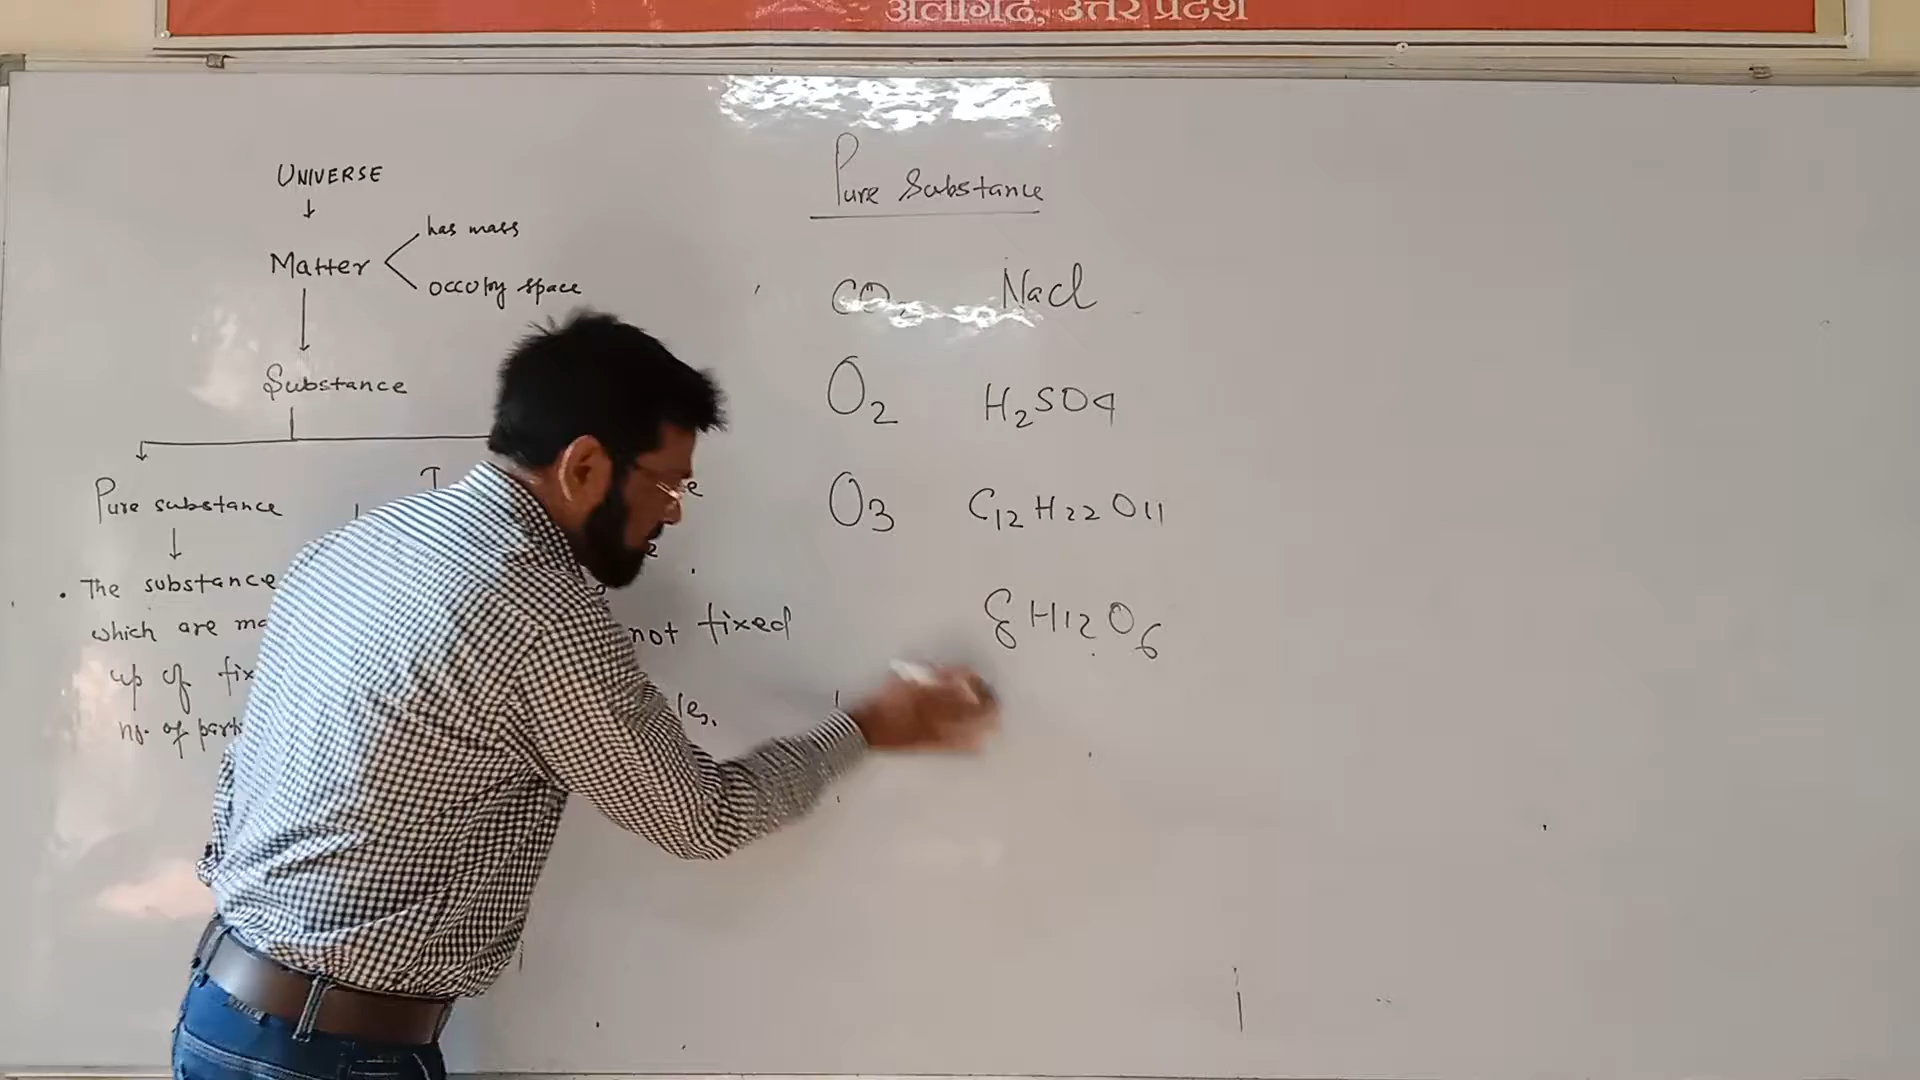 अलीगढ़, उत्तर प्रदेश
UNIVERSE
Matter
has mass
occupy space
Substance
Pure substance
• The substance
which are ma
up of fix
no. of part
not fixed
les.
Pure Substance
CO2 NaCl
O2 H2SO4
O3 C12H22O11
H12O6